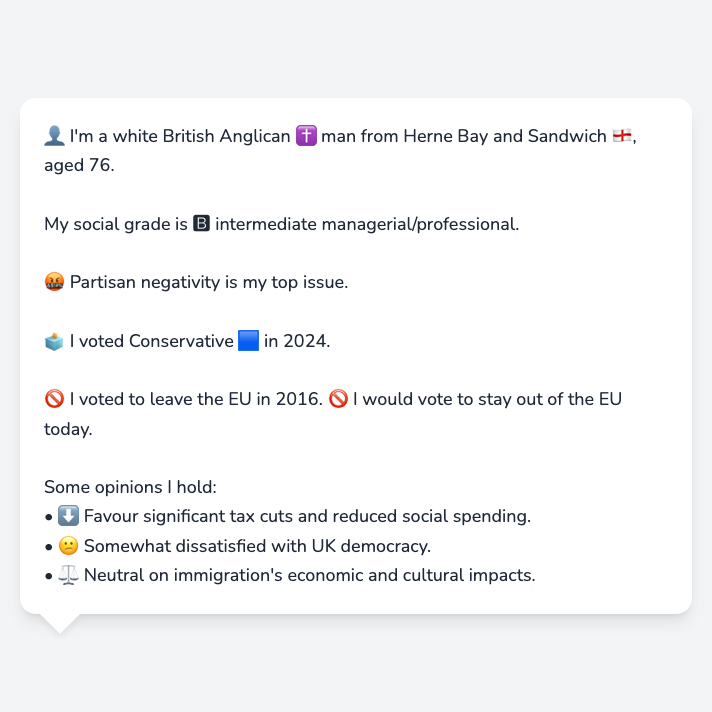 👤 I'm a white British Anglican ✝️ man from Herne Bay and Sandwich 🏴󠁧󠁢󠁥󠁮󠁧󠁿,
aged 76.
My social grade is 🅱 intermediate managerial/professional.
🤬 Partisan negativity is my top issue.
🗳️ I voted Conservative 🟦 in 2024.
🚫 I voted to leave the EU in 2016. 🚫 I would vote to stay out of the EU
today.
Some opinions I hold:
• ⬇️ Favour significant tax cuts and reduced social spending.
• 😕 Somewhat dissatisfied with UK democracy.
• ⚖️ Neutral on immigration's economic and cultural impacts.